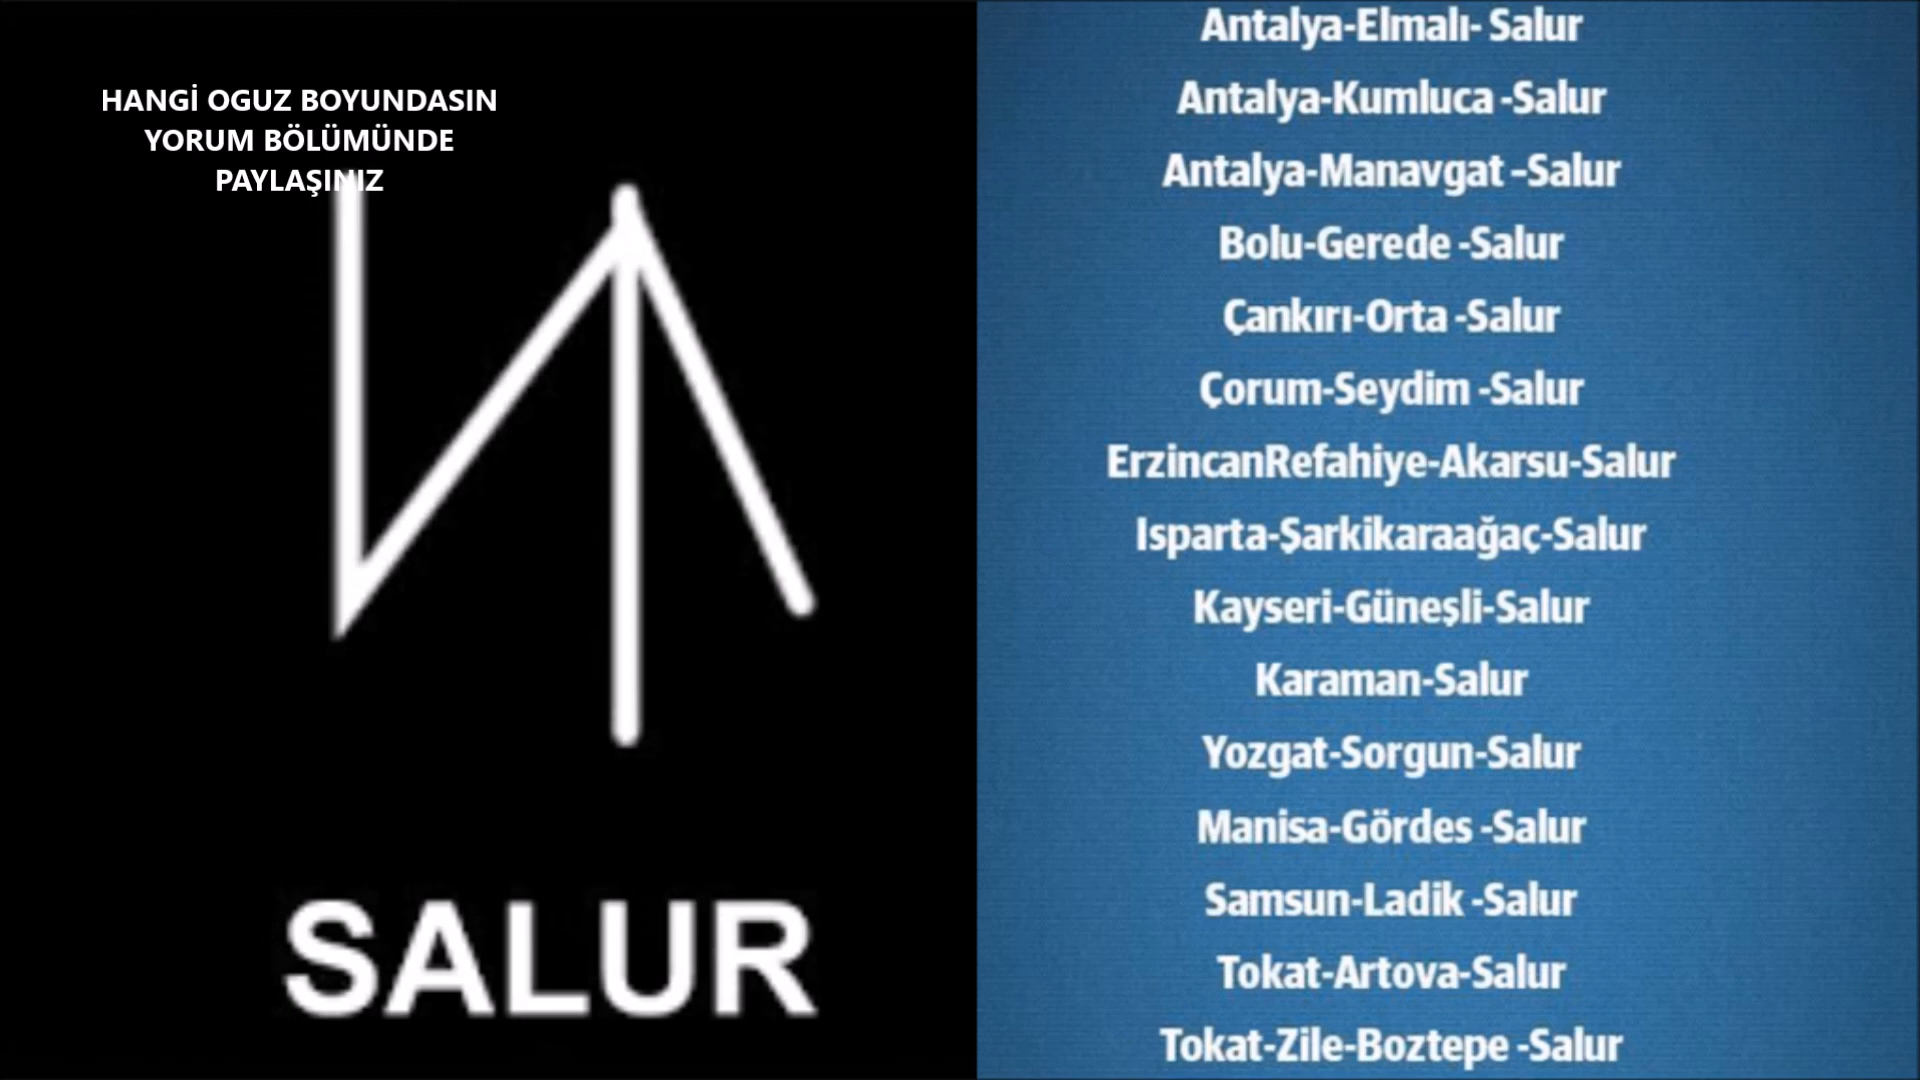 HANGİ OGUZ BOYUNDASIN
YORUM BÖLÜMÜNDE
PAYLAŞINIZ
SALUR
Antalya-Elmalı- Salur
Antalya-Kumluca -Salur
Antalya-Manavgat –Salur
Bolu-Gerede -Salur
Çankırı-Orta -Salur
Çorum-Seydim -Salur
ErzincanRefahiye-Akarsu-Salur
Isparta-Şarkikaraağaç-Salur
Kayseri-Güneşli-Salur
Karaman-Salur
Yozgat-Sorgun-Salur
Manisa-Gördes -Salur
Samsun-Ladik -Salur
Tokat-Artova-Salur
Tokat-Zile-Boztepe -Salur